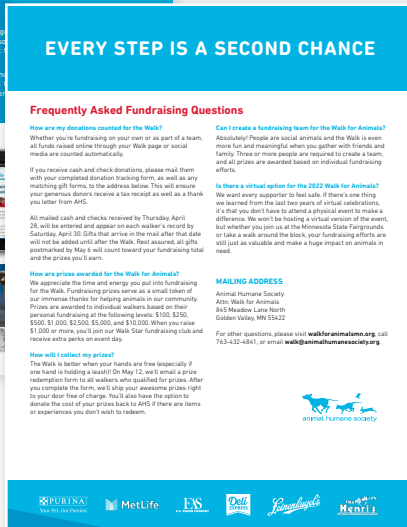 EVERY STEP IS A SECOND CHANCE
Frequently Asked Fundraising Questions
How are my donations counted for the Walk?
Whether you're fundraising on your own or as part of a team,
all funds raised online through your Walk page or social
media are counted automatically.
If you receive cash and check donations, please mail them
with your completed donation tracking form, as well as any
matching gift forms, to the address below. This will ensure
your generous donors receive a tax receipt as well as a thank
you letter from AHS.
All mailed cash and checks received by Thursday, April
28, will be entered and appear on each walker's record by
Saturday, April 30. Gifts that arrive in the mail after that date
will not be added until after the Walk. Rest assured, all gifts
postmarked by May 6 will count toward your fundraising total
and the prizes you'll earn.
How are prizes awarded for the Walk for Animals?
We appreciate the time and energy you put into fundraising
for the Walk. Fundraising prizes serve as a small token of
our immense thanks for helping animals in our community.
Prizes are awarded to individual walkers based on their
personal fundraising at the following levels: $100, $250,
$500, $1,000, $2,500, $5,000, and $10,000. When you raise
$1,000 or more, you'll join our Walk Star fundraising club and
receive extra perks on event day.
How will I collect my prizes?
The Walk is better when your hands are free (especially if
one hand is holding a leash)! On May 12, we'll email a prize
redemption form to all walkers who qualified for prizes. After
you complete the form, we'll ship your awesome prizes right
to your door free of charge. You'll also have the option to
donate the cost of your prizes back to AHS if there are items
or experiences you don't wish to redeem.
Can I create a fundraising team for the Walk for Animals?
Absolutely! People are social animals and the Walk is even
more fun and meaningful when you gather with friends and
family. Three or more people are required to create a team,
and all prizes are awarded based on individual fundraising
efforts.
Is there a virtual option for the 2022 Walk for Animals?
We want every supporter to feel safe. If there's one thing
we learned from the last two years of virtual celebrations,
it's that you don't have to attend a physical event to make a
difference. We won't be hosting a virtual version of the event,
but whether you join us at the Minnesota State Fairgrounds
or take a walk around the block, your fundraising efforts are
still just as valuable and make a huge impact on animals in
need.
MAILING ADDRESS
Animal Humane Society
Attn: Walk for Animals
845 Meadow Lane North
Golden Valley, MN 55422
For other questions, please visit walkforanimalsmn.org, call
763-432-4841, or email walk@animalhumanesociety.org.
animal humane society
PURINA
Your Pet, Our Passion.
MetLife
FNS
Deli
EXPRESS
Leinenkugel's
Henri's